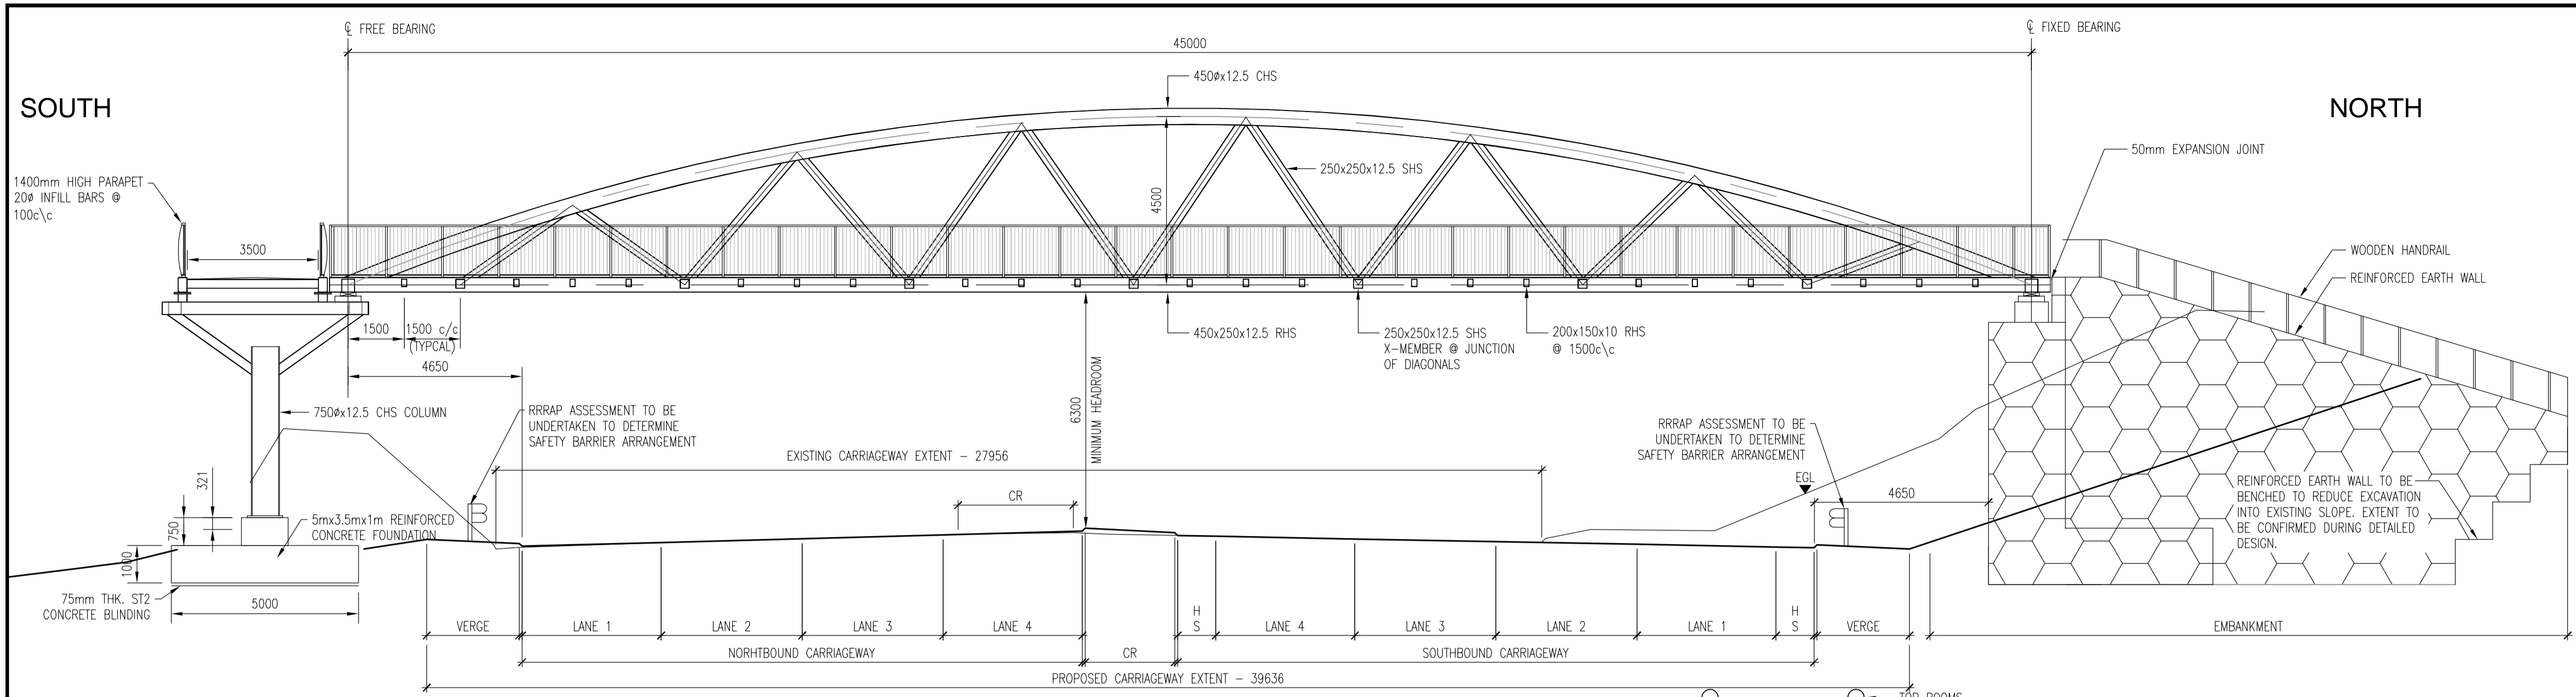 ℄ FREE BEARING
℄ FIXED BEARING
45000
450øx12.5 CHS
SOUTH
NORTH
50mm EXPANSION JOINT
1400mm HIGH PARAPET
20ø INFILL BARS @
100c\c
250x250x12.5 SHS
4500
3500
WOODEN HANDRAIL
REINFORCED EARTH WALL
1500
1500 c/c
(TYPCAL)
450x250x12.5 RHS
250x250x12.5 SHS
X-MEMBER @ JUNCTION
OF DIAGONALS
200x150x10 RHS
@ 1500c\c
4650
750øx12.5 CHS COLUMN
RRRAP ASSESSMENT TO BE
UNDERTAKEN TO DETERMINE
SAFETY BARRIER ARRANGEMENT
6300
MINIMUM HEADROOM
RRRAP ASSESSMENT TO BE
UNDERTAKEN TO DETERMINE
SAFETY BARRIER ARRANGEMENT
EXISTING CARRIAGEWAY EXTENT - 27956
EGL
321
CR
4650
REINFORCED EARTH WALL TO BE
BENCHED TO REDUCE EXCAVATION
INTO EXISTING SLOPE. EXTENT TO
BE CONFIRMED DURING DETAILED
DESIGN.
750
5mx3.5mx1m REINFORCED
CONCRETE FOUNDATION
1000
75mm THK. ST2
CONCRETE BLINDING
5000
VERGE
LANE 1
LANE 2
LANE 3
LANE 4
H
S
LANE 4
LANE 3
LANE 2
LANE 1
H
S
VERGE
EMBANKMENT
NORHTBOUND CARRIAGEWAY
CR
SOUTHBOUND CARRIAGEWAY
PROPOSED CARRIAGEWAY EXTENT - 39636